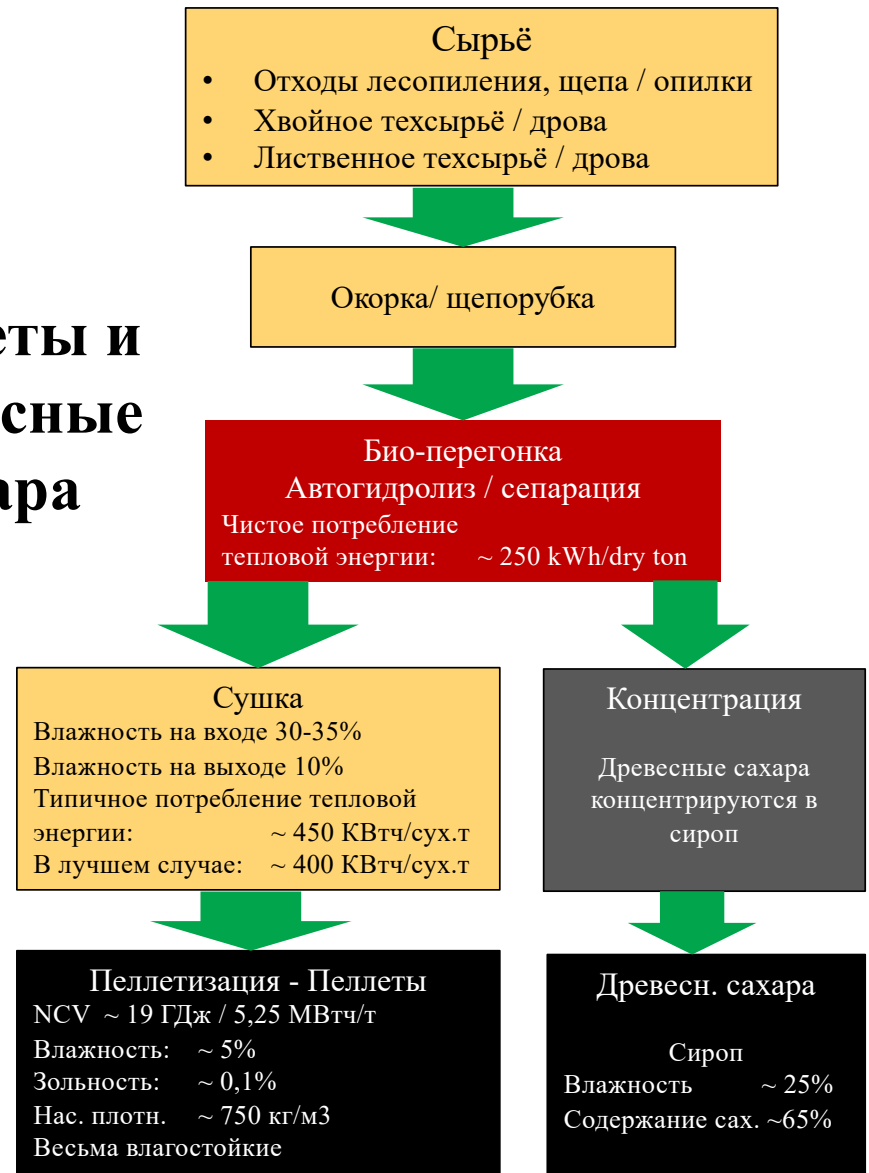 Сырьё
• Отходы лесопиления, щепа / опилки
• Хвойное техсырьё / дрова
• Лиственное техсырьё / дрова
Окорка/ щепорубка
еты и
сные
ара
Био-перегонка
Автогидролиз / сепарация
Чистое потребление
тепловой энергии: ~ 250 kWh/dry ton
Сушка
Влажность на входе 30-35%
Влажность на выходе 10%
Типичное потребление тепловой
энергии: ~ 450 КВтч/сух.т
В лучшем случае: ~ 400 КВтч/сух.т
Концентрация
Древесные сахара
концентрируются в
сироп
Пеллетизация - Пеллеты
NCV ~ 19 ГДж / 5,25 МВтч/т
Влажность: ~ 5%
Зольность: ~ 0,1%
Нас. плотн. ~ 750 кг/м3
Весьма влагостойкие
Древесн. сахара
Сироп
Влажность ~ 25%
Содержание сах. ~65%